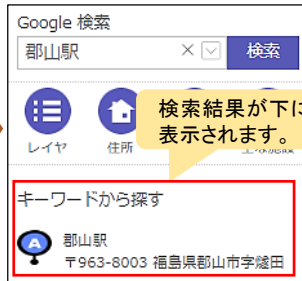 Google 検索
郡山駅
検索
レイヤ
住所
検索結果が下に
表示されます。
キーワードから探す
A
郡山駅
〒963-8003 福島県郡山市字燧田